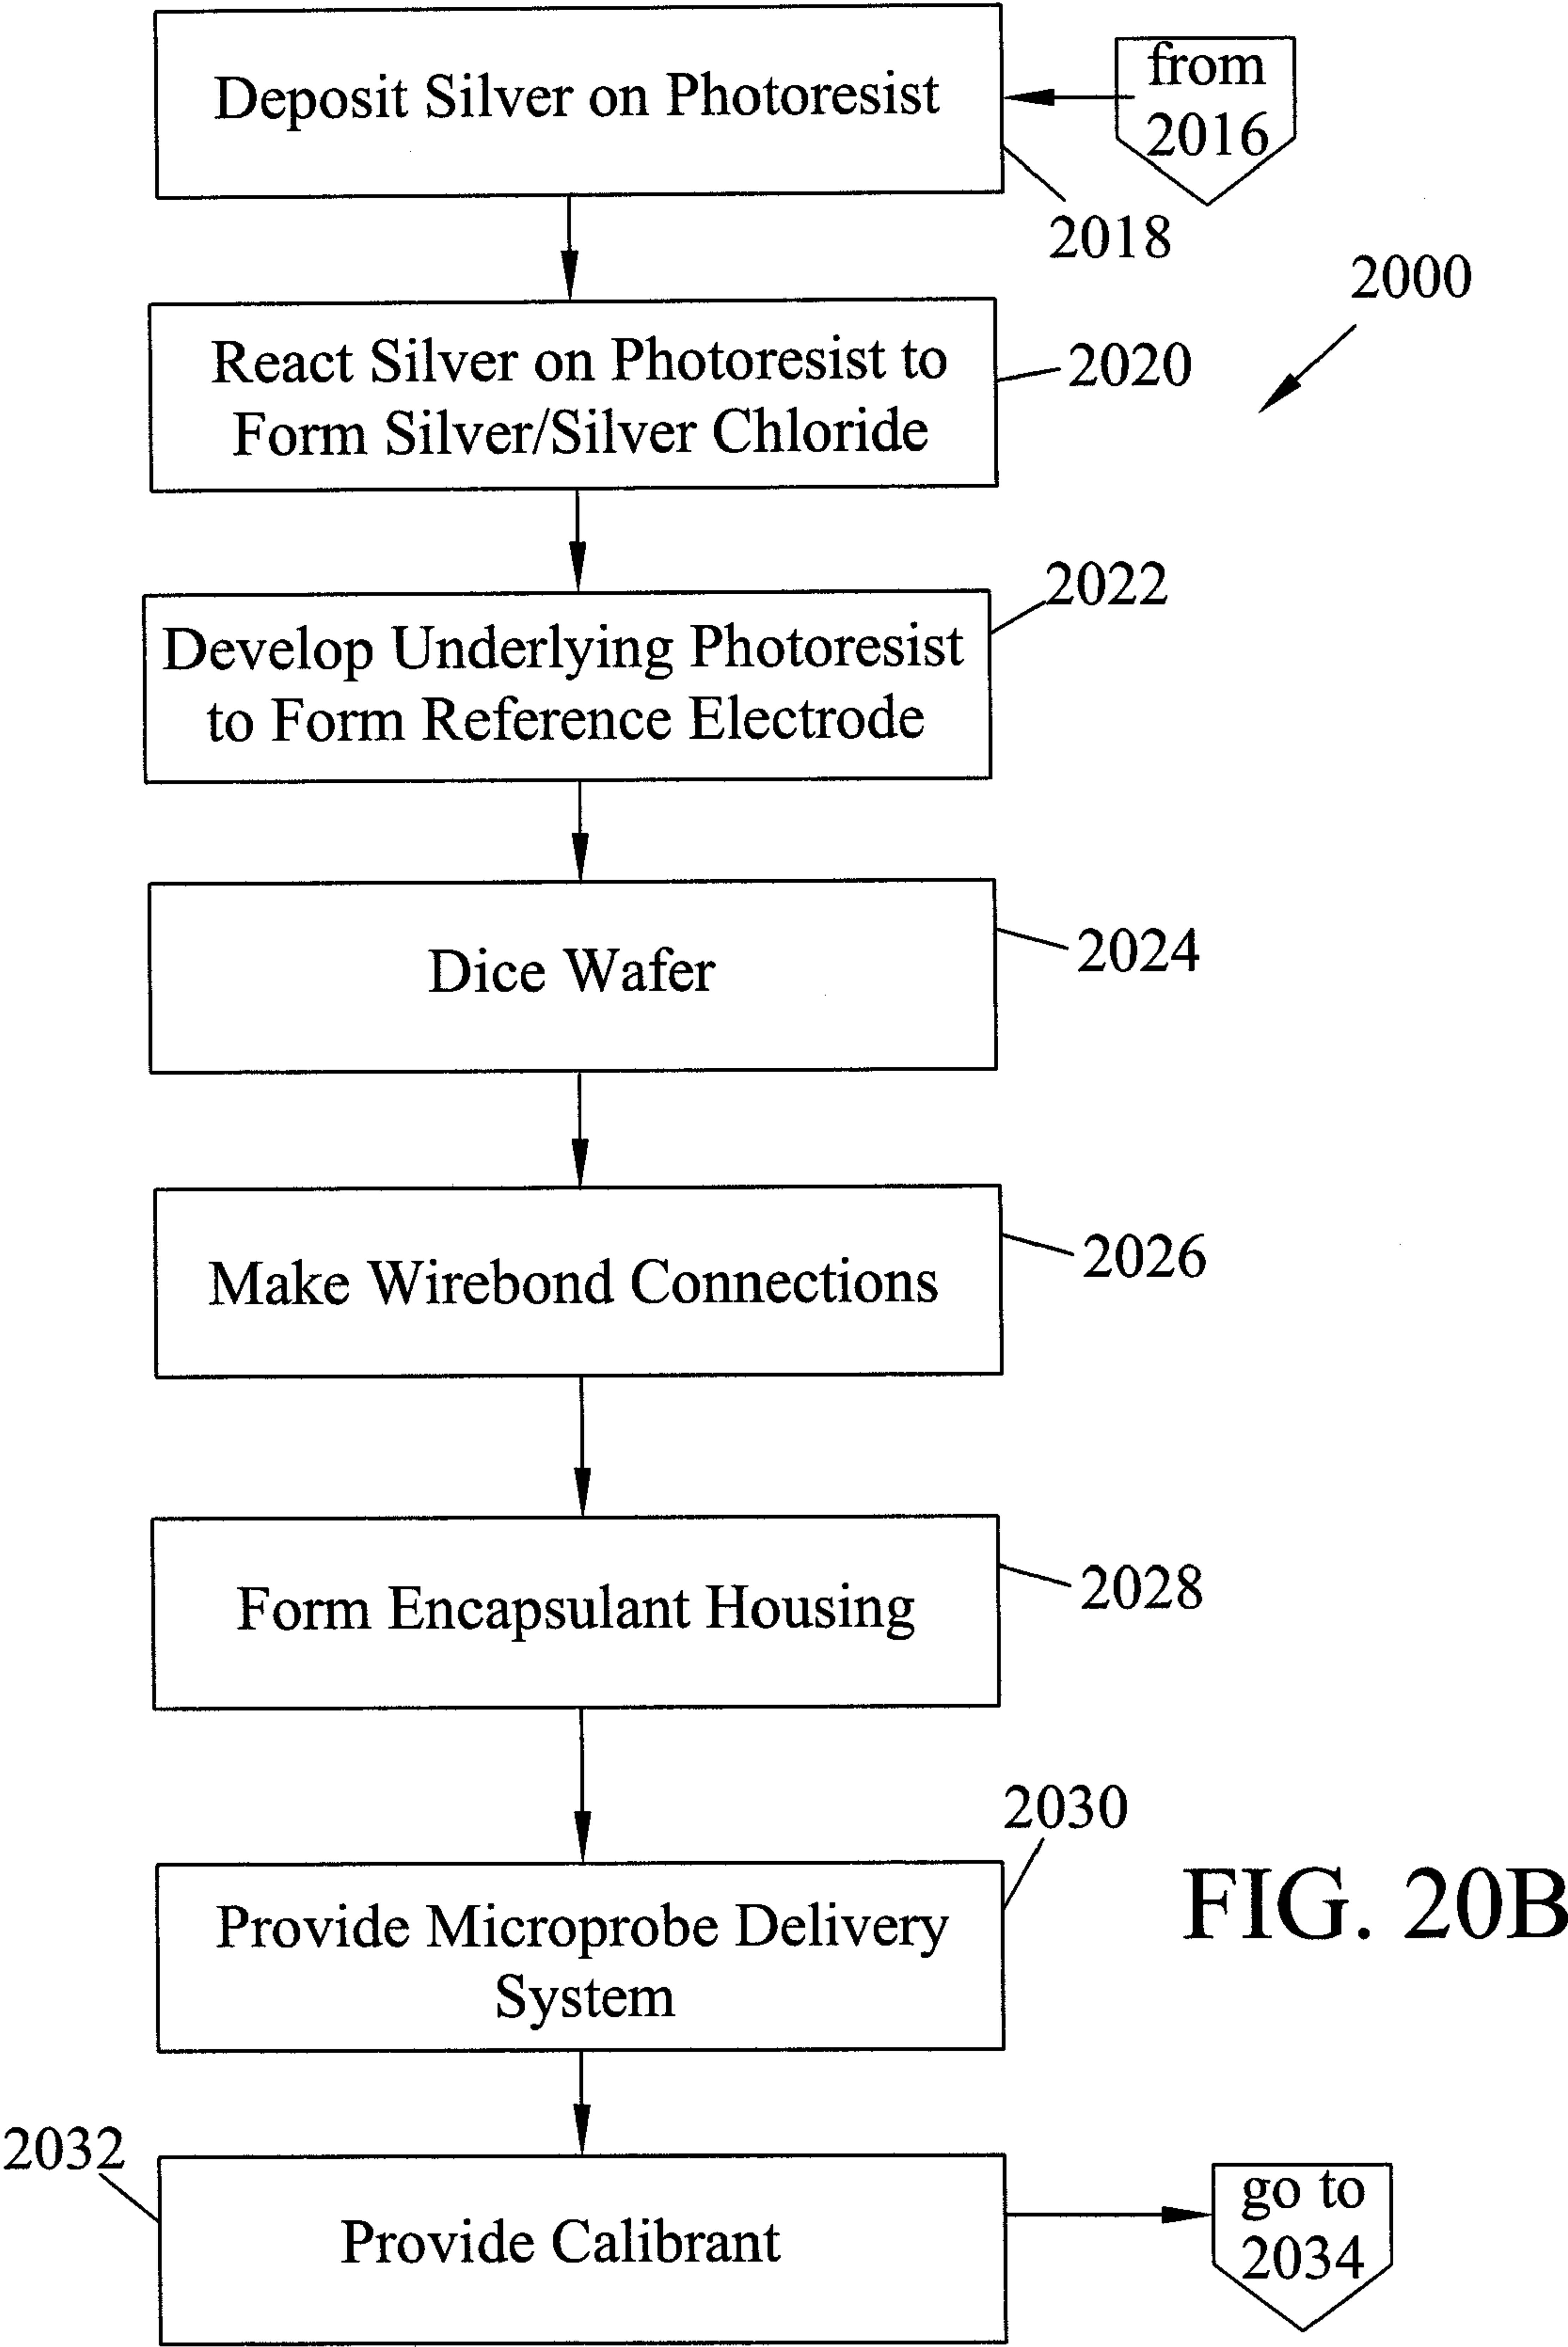 Deposit Silver on Photoresist
from
2016
2018
2000
React Silver on Photoresist to
Form Silver/Silver Chloride
2020
2022
Develop Underlying Photoresist
to Form Reference Electrode
Dice Wafer
2024
Make Wirebond Connections
2026
Form Encapsulant Housing
2028
2030
Provide Microprobe Delivery
System
FIG. 20B
2032
Provide Calibrant
go to
2034